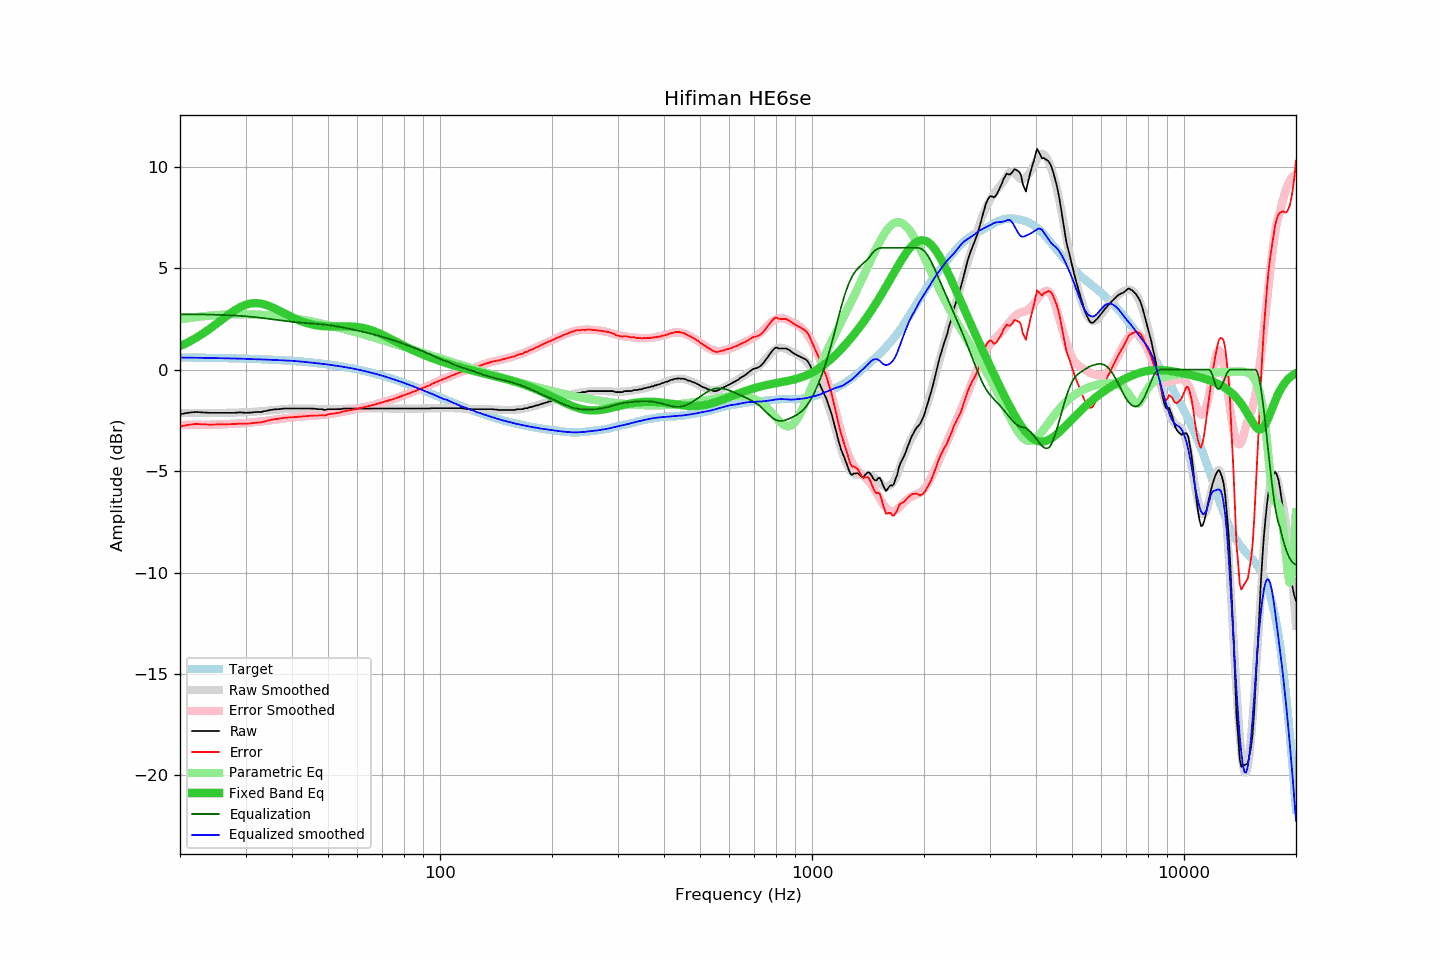 Hifiman HE6se
Amplitude (dBr)
10
5
0
−5
−10
−15
−20
Target
Raw Smoothed
Error Smoothed
Raw
Error
Parametric Eq
Fixed Band Eq
Equalization
Equalized smoothed
100
1000
10000
Frequency (Hz)